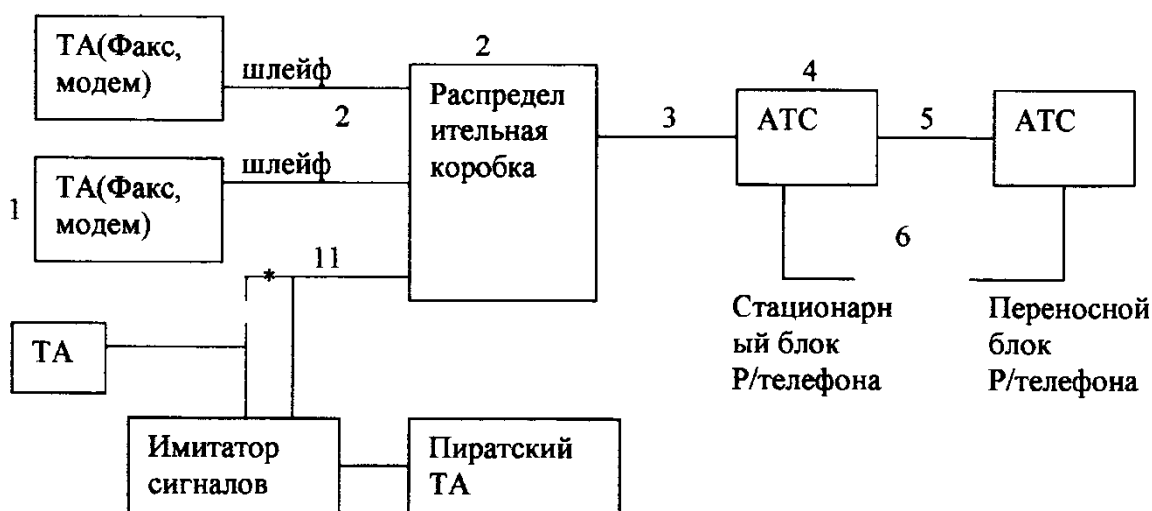 ТА(Факс,
модем)
шлейф
2
2
Распредел
ительная
коробка
3
4
АТС
5
АТС
1
ТА(Факс,
модем)
шлейф
11
*
6
Стационарн
ый блок
Р/телефона
Переносной
блок
Р/телефона
ТА
Имитатор
сигналов
Пиратский
ТА